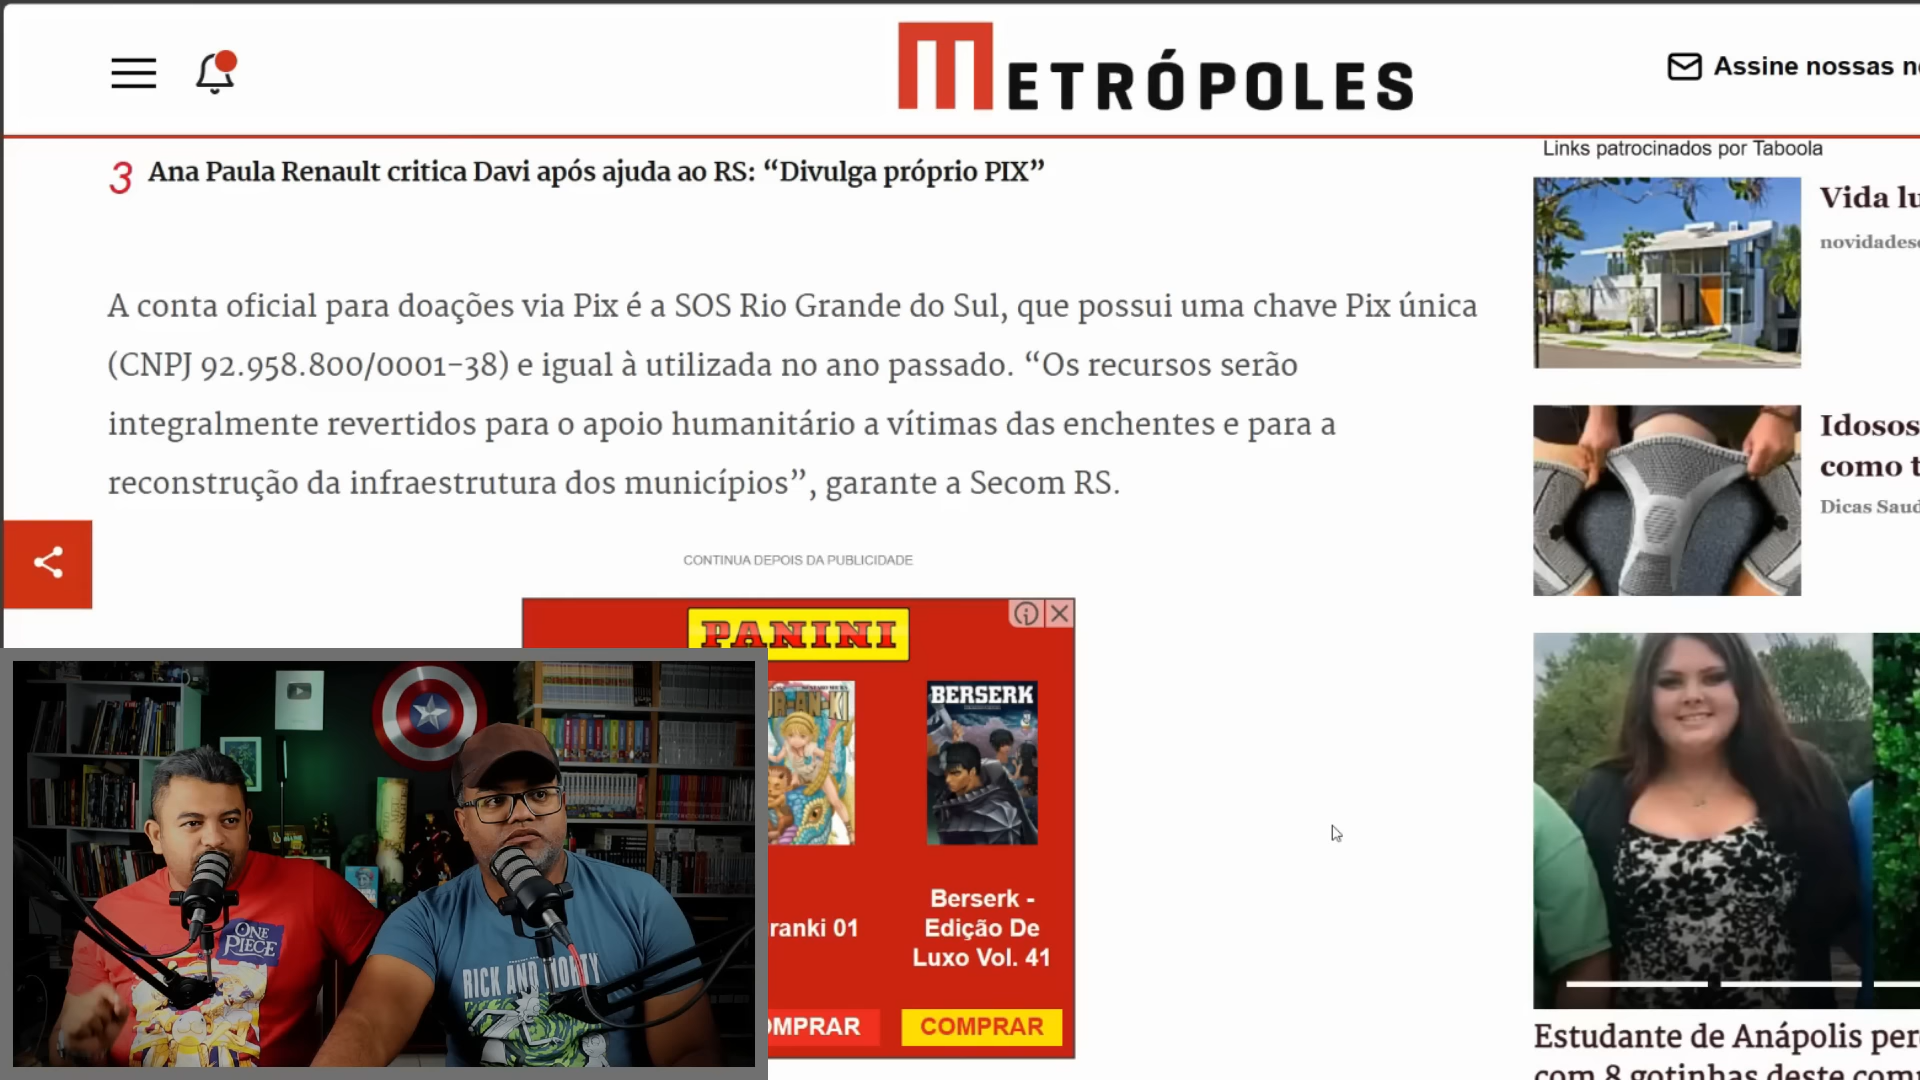 METRÓPOLES
Assine nossas
3 Ana Paula Renault critica Davi após ajuda ao RS: “Divulga próprio PIX”
A conta oficial para doações via Pix é a SOS Rio Grande do Sul, que possui uma chave Pix única
(CNPJ 92.958.800/0001-38) e igual à utilizada no ano passado. “Os recursos serão
integralmente revertidos para o apoio humanitário a vítimas das enchentes e para a
reconstrução da infraestrutura dos municípios”, garante a Secom RS.
CONTINUA DEPOIS DA PUBLICIDADE
PANINI
BERSERK
ranki 01
Berserk -
Edição De
Luxo Vol. 41
OMPRAR
COMPRAR
ONE
PIECE
RICK AND MORTY
Links patrocinados por Taboola
Vida lu
novidades
Idosos
como t
Dicas Saud
Estudante de Anápolis per
com 8 gotinhas deste com